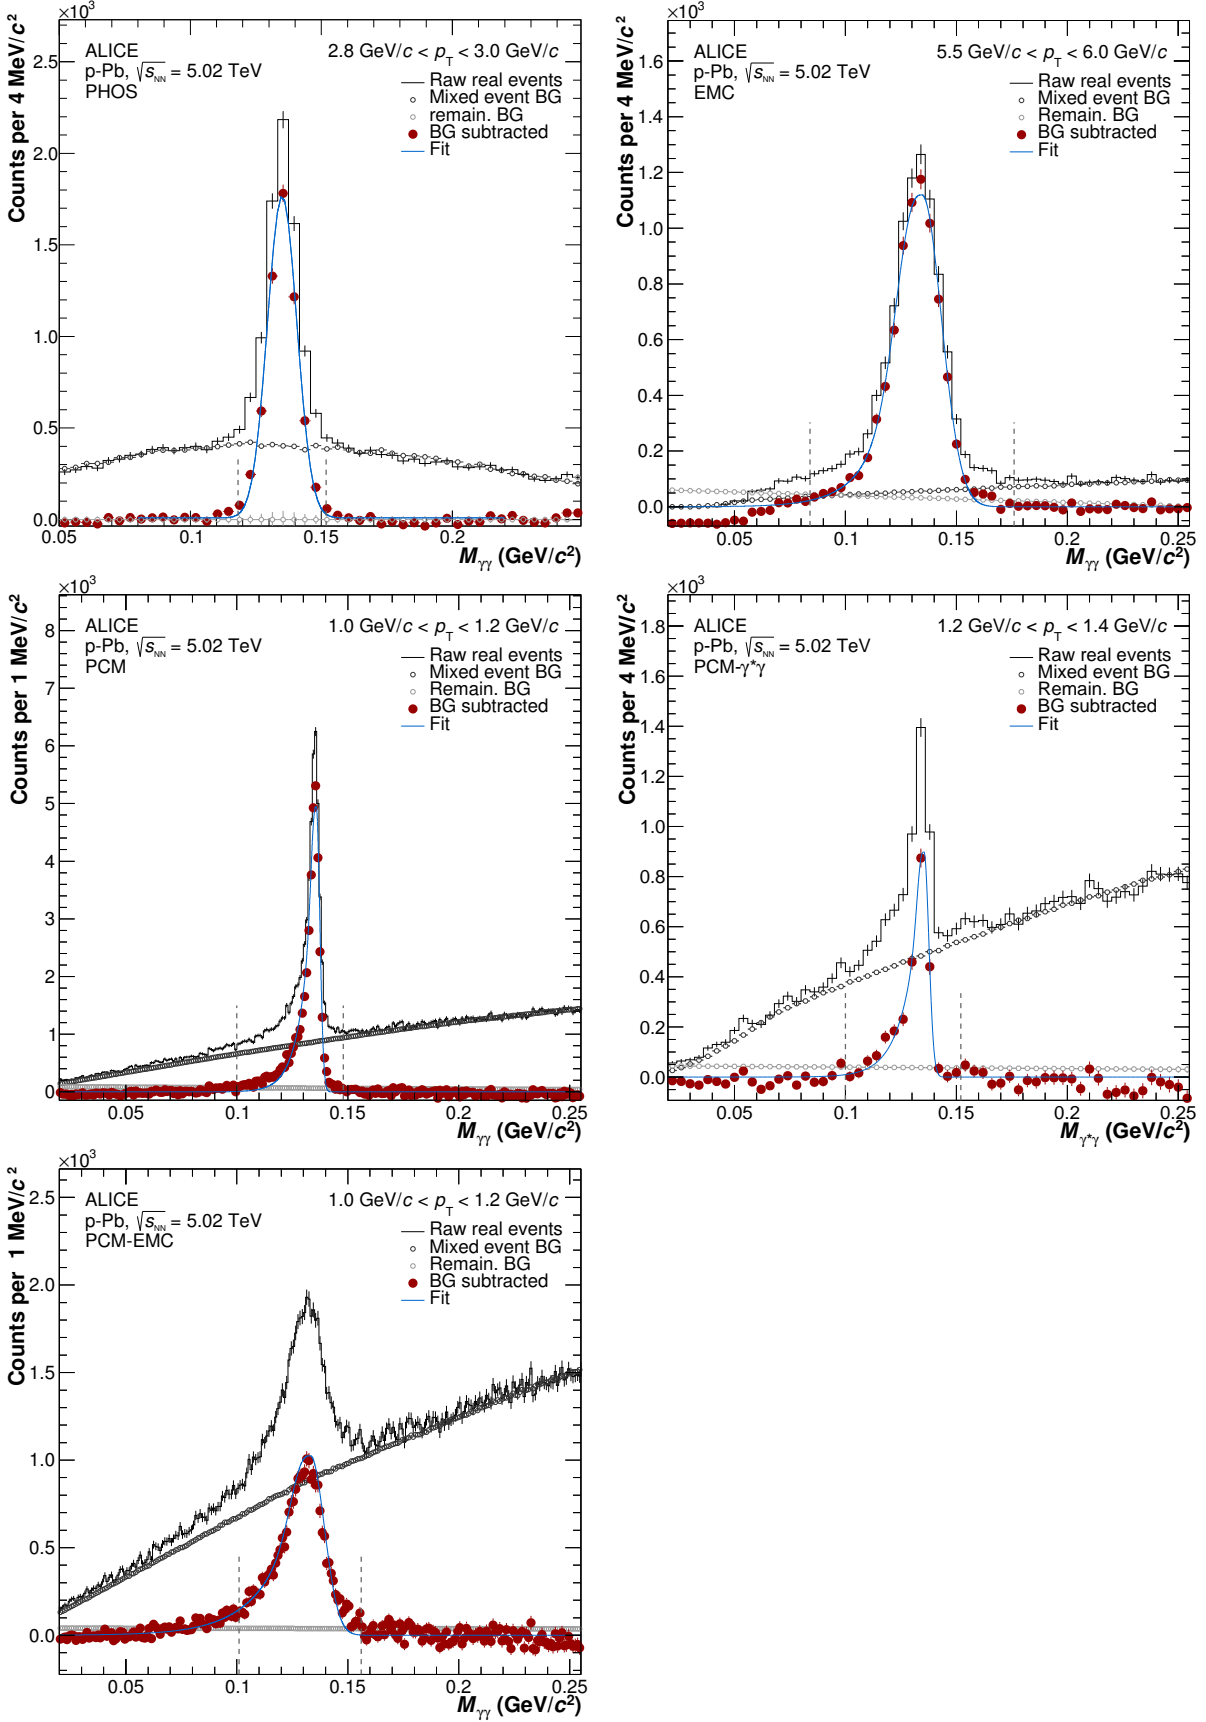 ×10³
Counts per 4 MeV/c²
ALICE
2.8 GeV/c < p_T < 3.0 GeV/c
p-Pb, √s_NN = 5.02 TeV
PHOS
Raw real events
Mixed event BG
remain. BG
BG subtracted
Fit
2.5
2.0
1.5
1.0
0.5
0.0
0.05 0.1 0.15 0.2
M_γγ (GeV/c²)
×10³
Counts per 4 MeV/c²
ALICE
5.5 GeV/c < p_T < 6.0 GeV/c
p-Pb, √s_NN = 5.02 TeV
EMC
Raw real events
Mixed event BG
Remain. BG
BG subtracted
Fit
1.6
1.4
1.2
1.0
0.8
0.6
0.4
0.2
0.0
0.05 0.1 0.15 0.2 0.25
M_γγ (GeV/c²)
×10³
Counts per 1 MeV/c²
ALICE
1.0 GeV/c < p_T < 1.2 GeV/c
p-Pb, √s_NN = 5.02 TeV
PCM
Raw real events
Mixed event BG
Remain. BG
BG subtracted
Fit
8
7
6
5
4
3
2
1
0
0.05 0.1 0.15 0.2 0.25
M_γγ (GeV/c²)
×10³
Counts per 4 MeV/c²
ALICE
1.2 GeV/c < p_T < 1.4 GeV/c
p-Pb, √s_NN = 5.02 TeV
PCM-γ*γ
Raw real events
Mixed event BG
Remain. BG
BG subtracted
Fit
1.8
1.6
1.4
1.2
1.0
0.8
0.6
0.4
0.2
0.0
0.05 0.1 0.15 0.2 0.25
M_γ*γ (GeV/c²)
×10³
Counts per 1 MeV/c²
ALICE
1.0 GeV/c < p_T < 1.2 GeV/c
p-Pb, √s_NN = 5.02 TeV
PCM-EMC
Raw real events
Mixed event BG
Remain. BG
BG subtracted
Fit
2.5
2.0
1.5
1.0
0.5
0.0
0.05 0.1 0.15 0.2 0.25
M_γγ (GeV/c²)